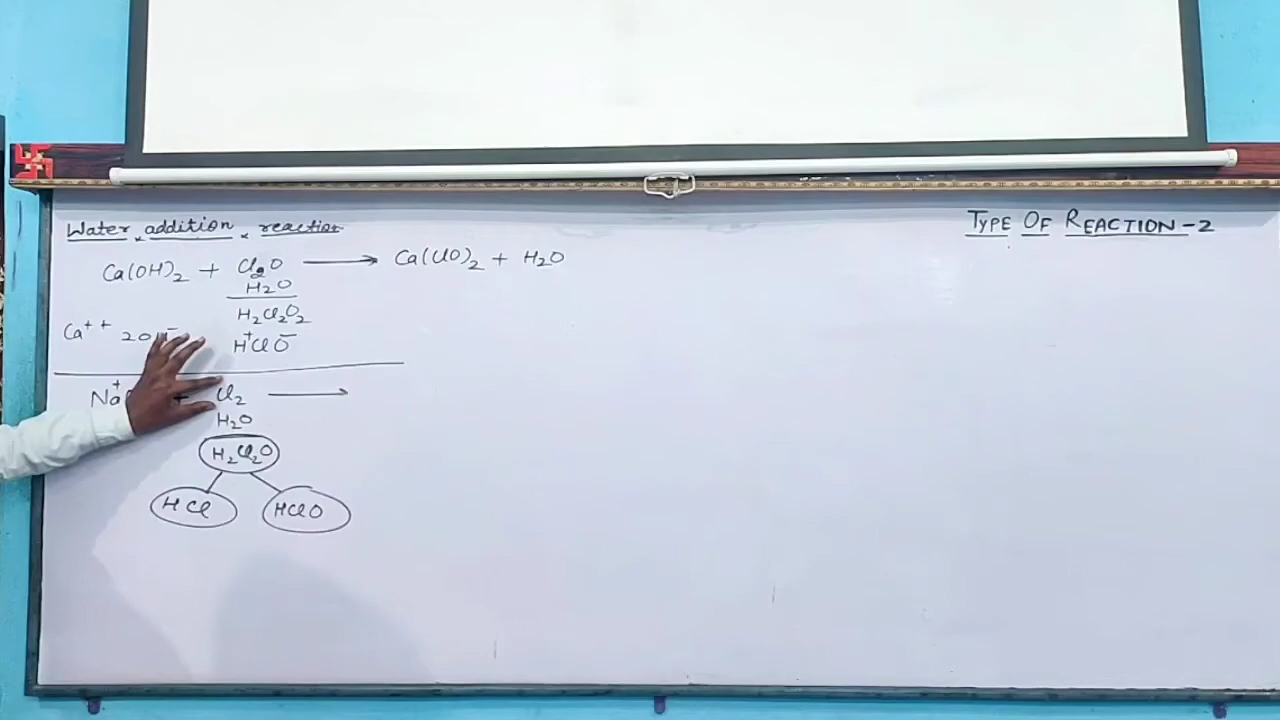 Water addition reaction
TYPE OF REACTION-2
Ca(OH)₂ + Cl₂O ⟶ Ca(ClO)₂ + H₂O
H₂O
H₂Cl₂O₂
Ca⁺⁺ 2OH⁻ H⁺ClO⁻
Na⁺ + Cl₂ ⟶
H₂O
H₂Cl₂O
HCl HClO